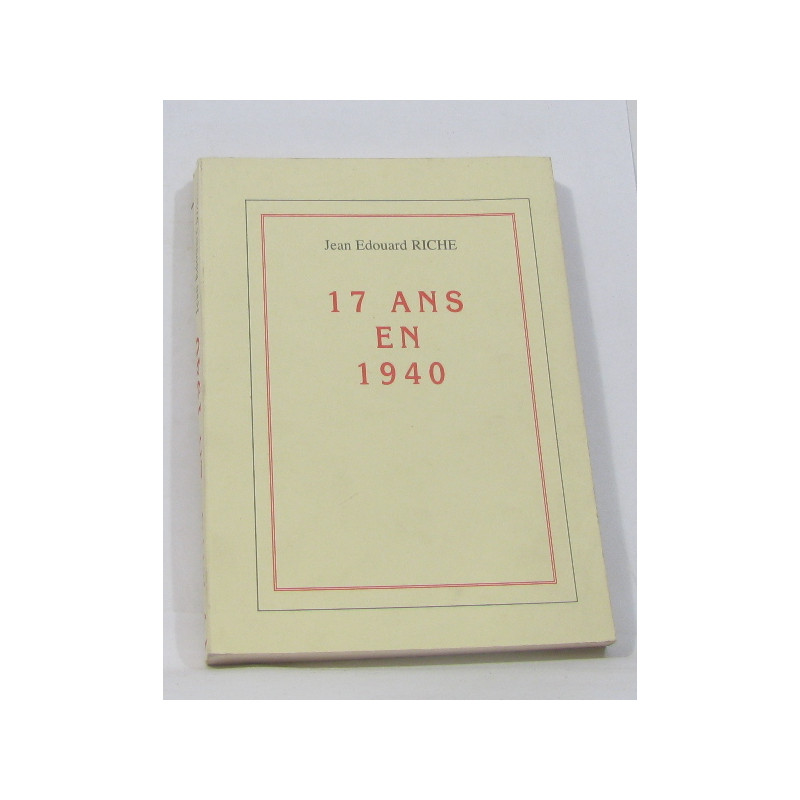 Jean Edouard RICHE
17 ANS
EN
1940